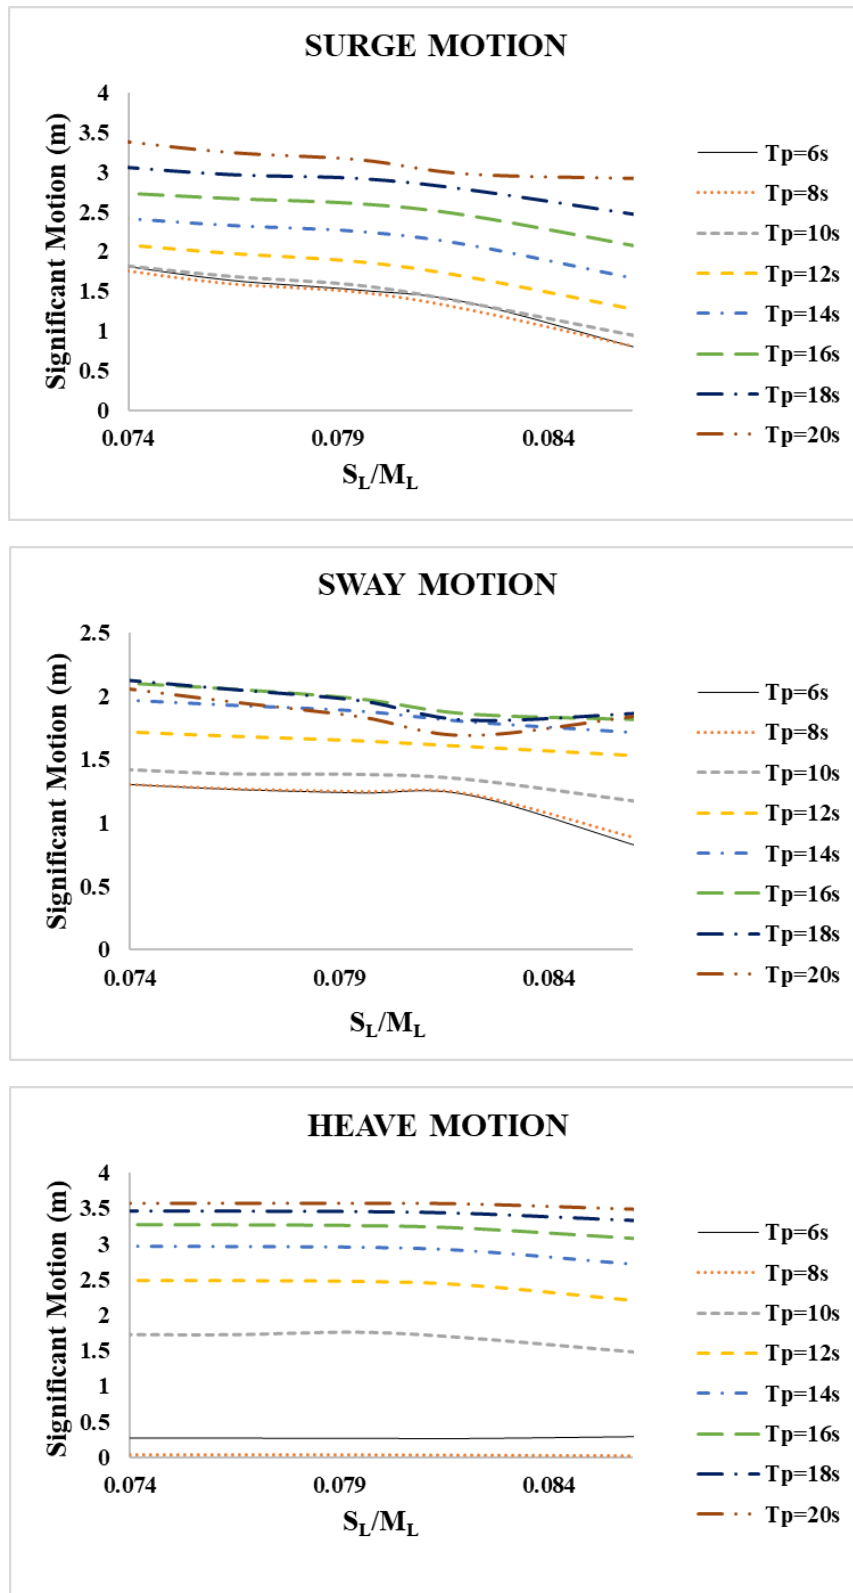 SURGE MOTION
Significant Motion (m)
4
3.5
3
2.5
2
1.5
1
0.5
0
0.074 0.079 0.084
SL/ML
Tp=6s
Tp=8s
Tp=10s
Tp=12s
Tp=14s
Tp=16s
Tp=18s
Tp=20s
SWAY MOTION
Significant Motion (m)
2.5
2
1.5
1
0.5
0
0.074 0.079 0.084
SL/ML
Tp=6s
Tp=8s
Tp=10s
Tp=12s
Tp=14s
Tp=16s
Tp=18s
Tp=20s
HEAVE MOTION
Significant Motion (m)
4
3.5
3
2.5
2
1.5
1
0.5
0
0.074 0.079 0.084
SL/ML
Tp=6s
Tp=8s
Tp=10s
Tp=12s
Tp=14s
Tp=16s
Tp=18s
Tp=20s